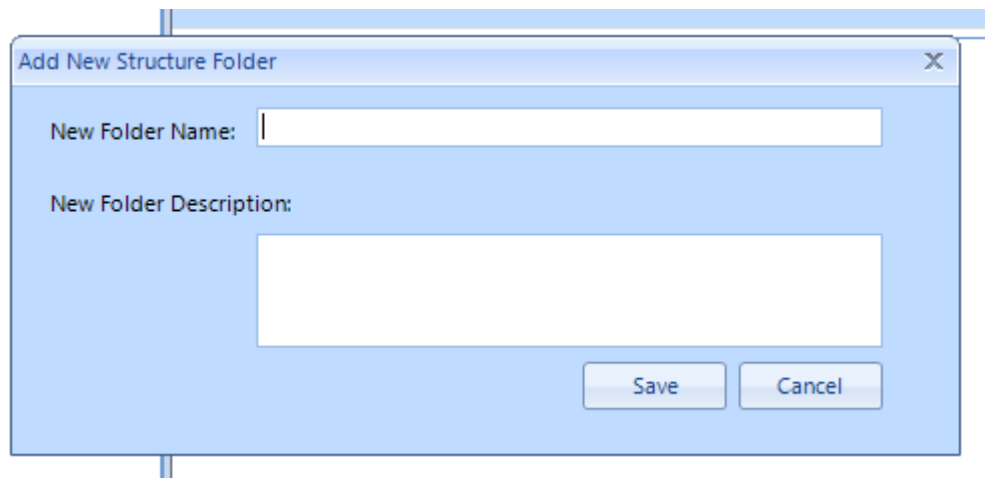 Add New Structure Folder
New Folder Name:
New Folder Description:
Save Cancel